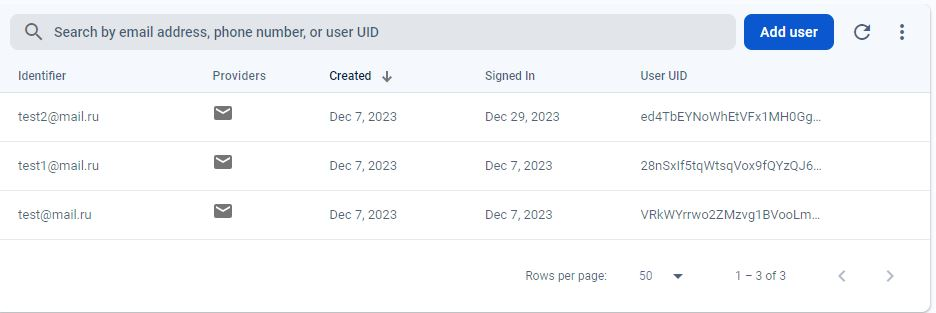 Search by email address, phone number, or user UID Add user
Identifier Providers Created Signed In User UID
test2@mail.ru Dec 7, 2023 Dec 29, 2023 ed4TbEYNoWhEtVFx1MH0Gg...
test1@mail.ru Dec 7, 2023 Dec 7, 2023 28nSxIf5tqWtsqVox9fQYzQJ6...
test@mail.ru Dec 7, 2023 Dec 7, 2023 VRkWYrrwo2ZMzvg1BVooLm...
Rows per page: 50 1 – 3 of 3